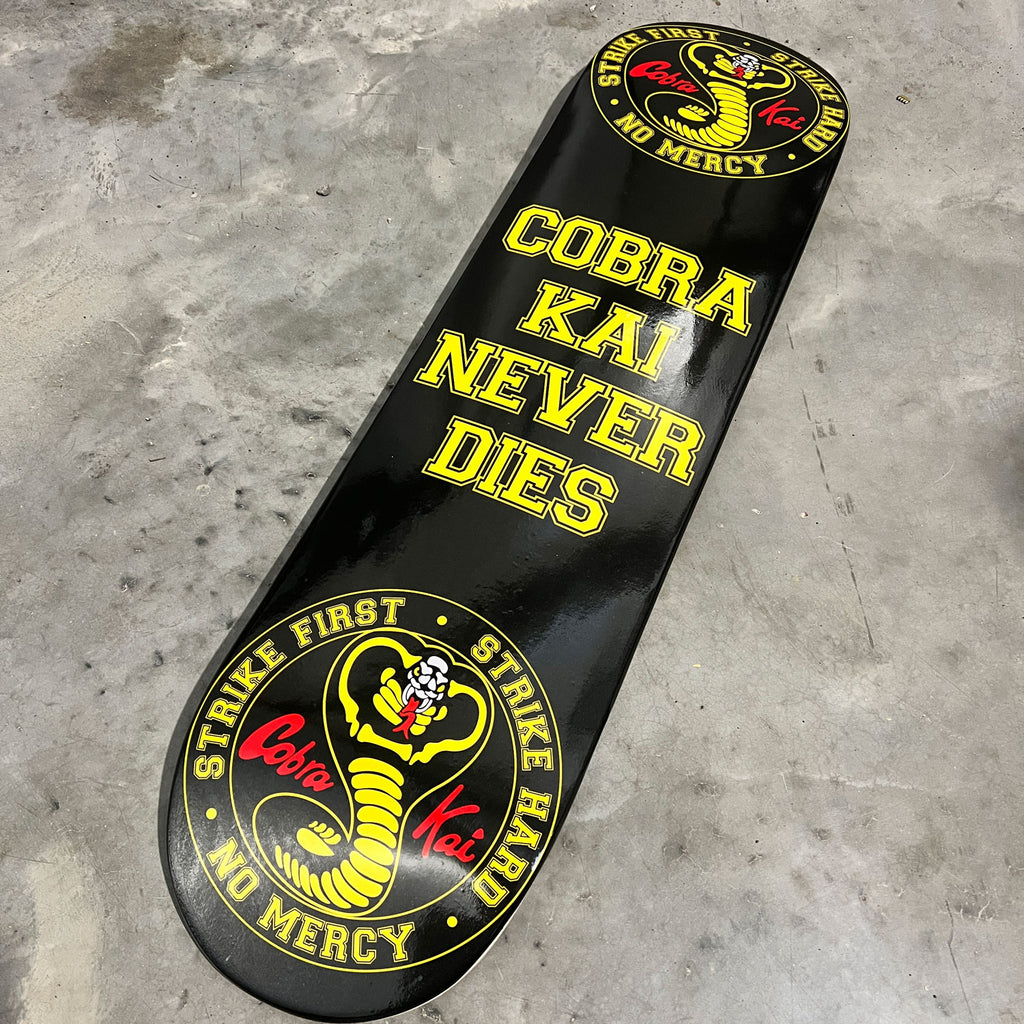 STRIKE FIRST • STRIKE HARD • NO MERCY •
Cobra Kai
COBRA
KAI
NEVER
DIES
STRIKE FIRST • STRIKE HARD • NO MERCY •
Cobra Kai